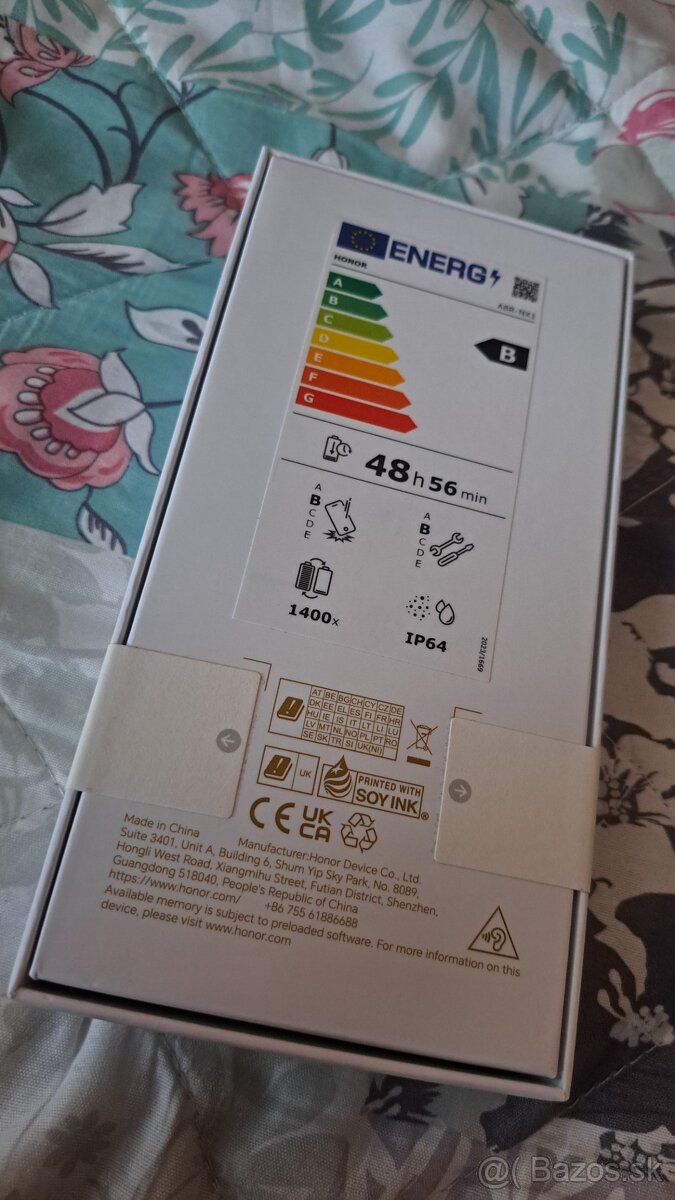 ENERG
HONOR
ABR-NX1
A
B
C
D
E
F
G
B
48 h 56 min
A
B
C
D
E
A
B
C
D
E
1400x
IP64
2023/1669
AT BE BG CH CY CZ DE
DK EE EL ES FI FR HR
HU IE IS IT LT LI LU
LV MT NL NO PL PT RO
SE SK TR SI UK(NI)
UK
PRINTED WITH
SOY INK®
CE UK
CA
Made in China
Manufacturer:Honor Device Co., Ltd.
Suite 3401, Unit A, Building 6, Shum Yip Sky Park, No. 8089,
Hongli West Road, Xiangmihu Street, Futian District, Shenzhen,
Guangdong 518040, People's Republic of China
https://www.honor.com/ +86 755 61886688
Available memory is subject to preloaded software. For more information on this
device, please visit www.honor.com
@( Bazos.sk